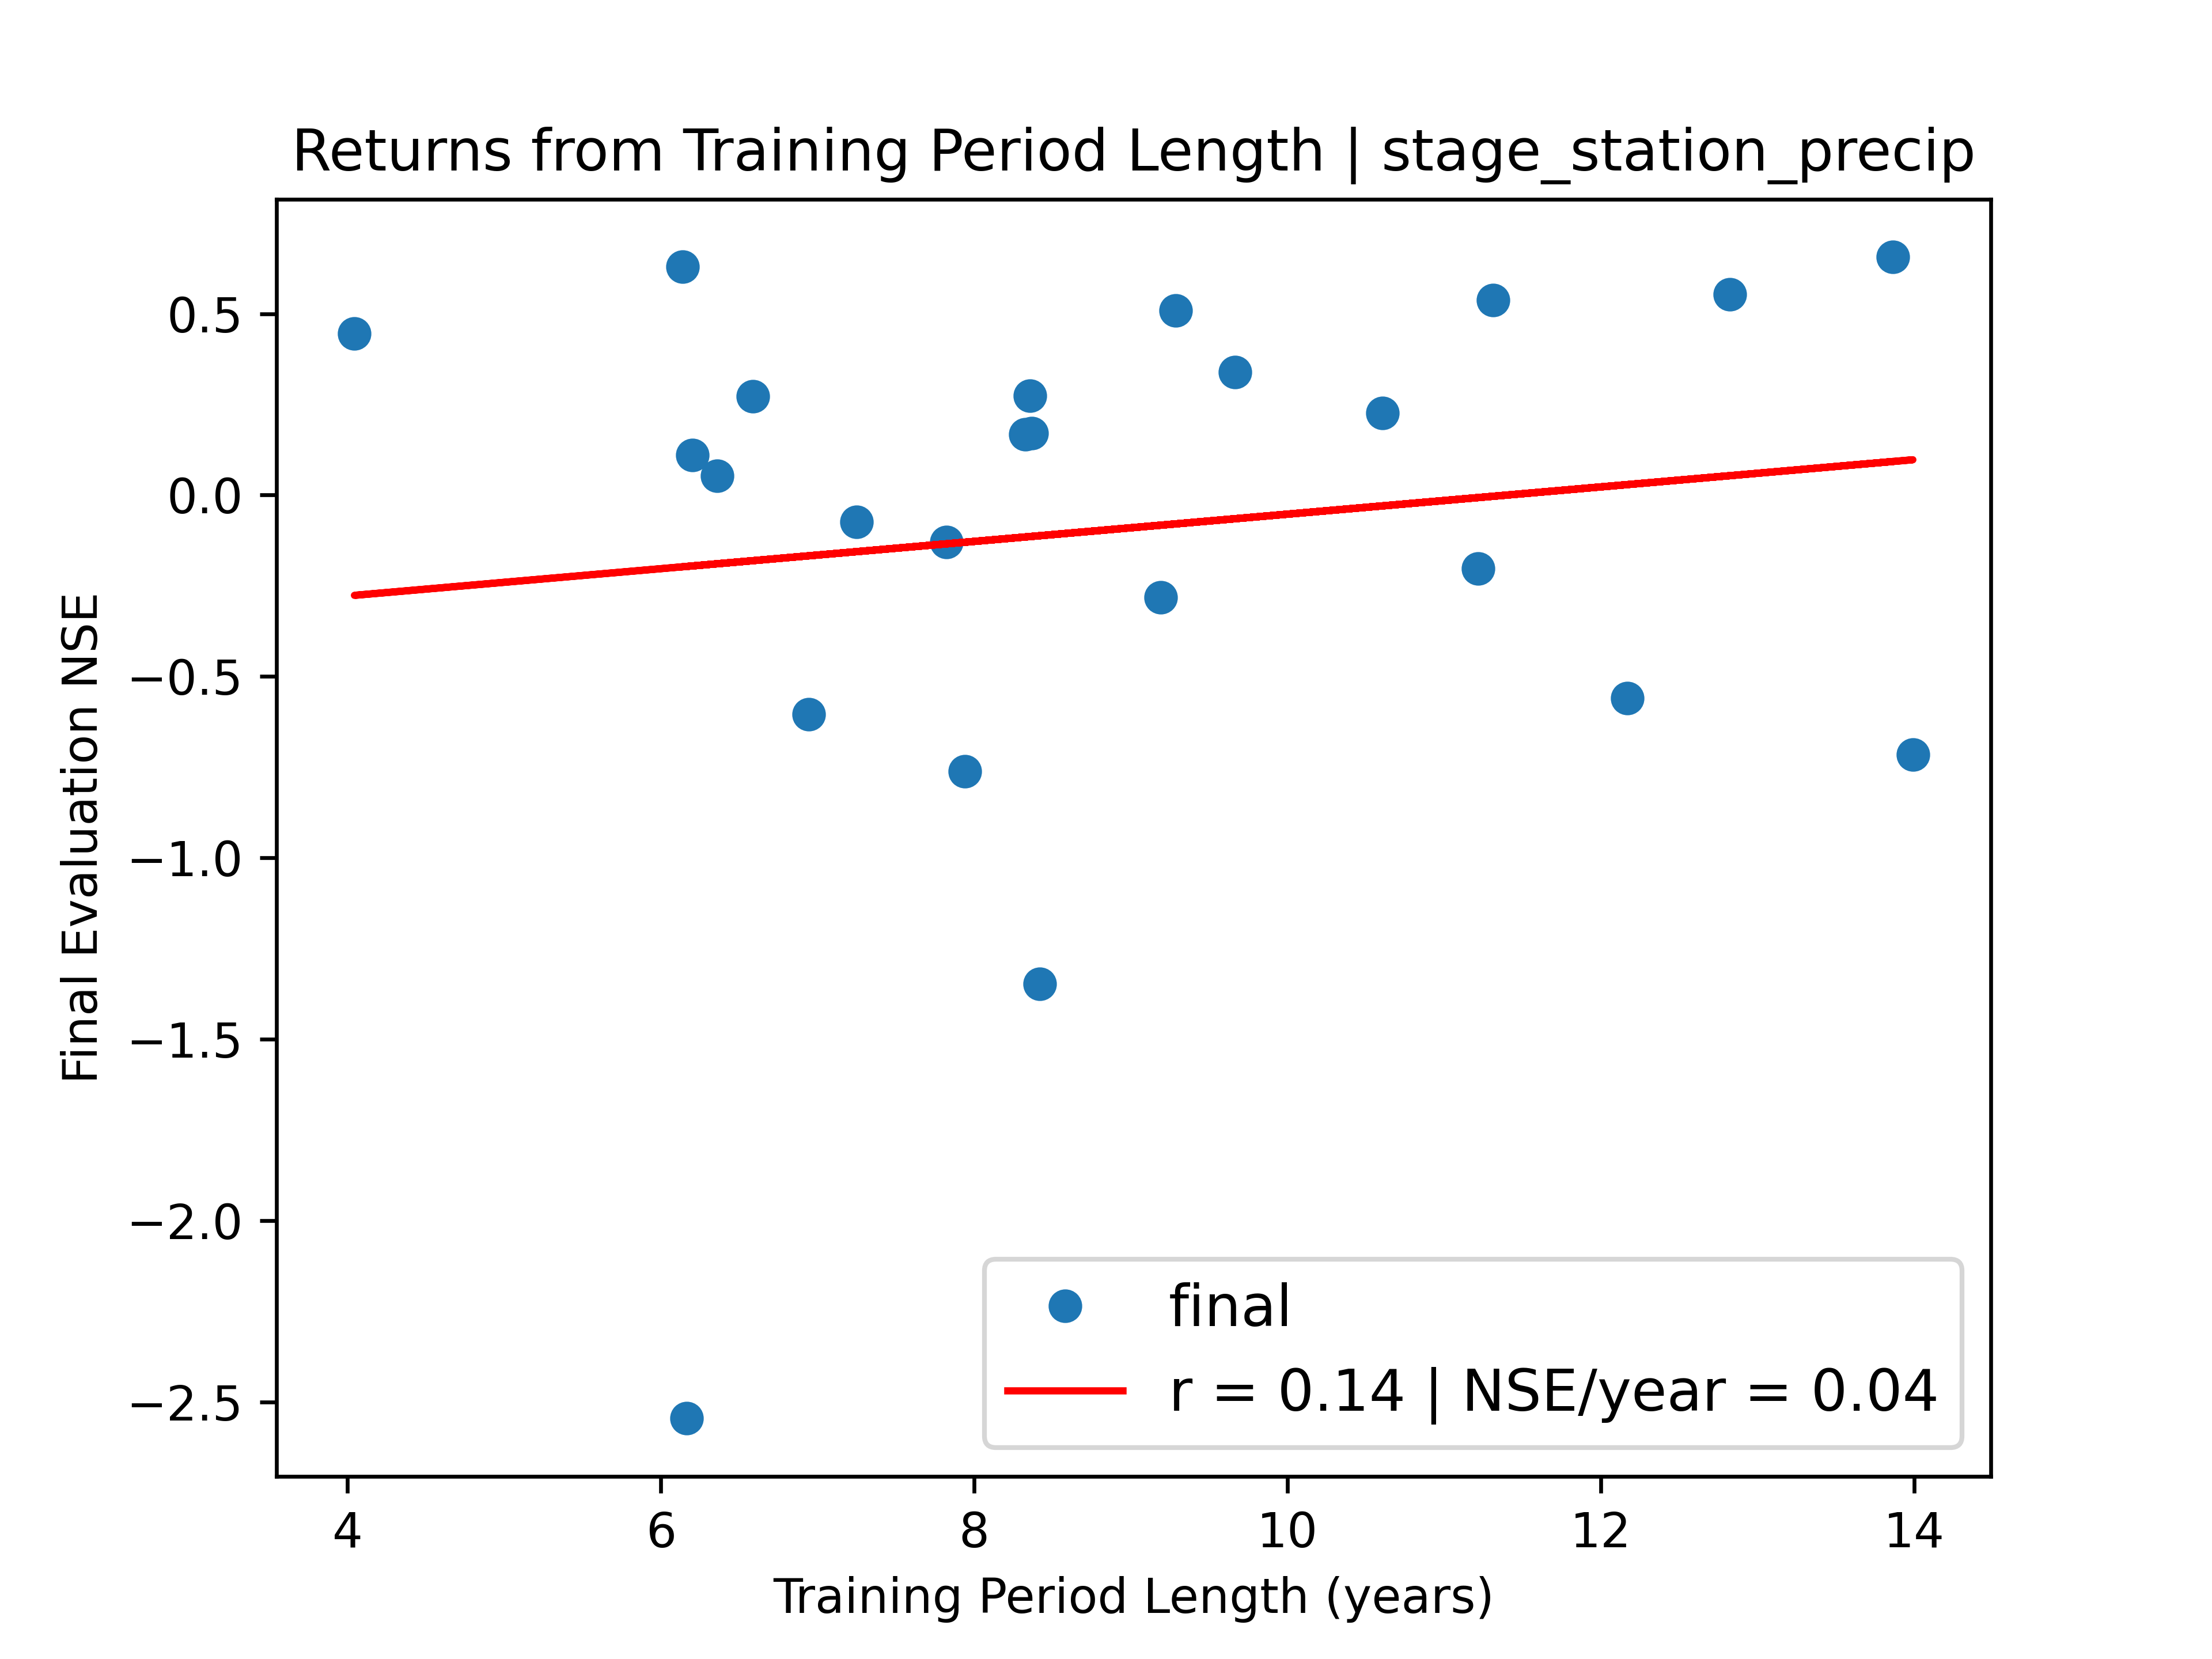 Returns from Training Period Length | stage_station_precip
Final Evaluation NSE
0.5
0.0
−0.5
−1.0
−1.5
−2.0
−2.5
final
r = 0.14 | NSE/year = 0.04
4 6 8 10 12 14
Training Period Length (years)